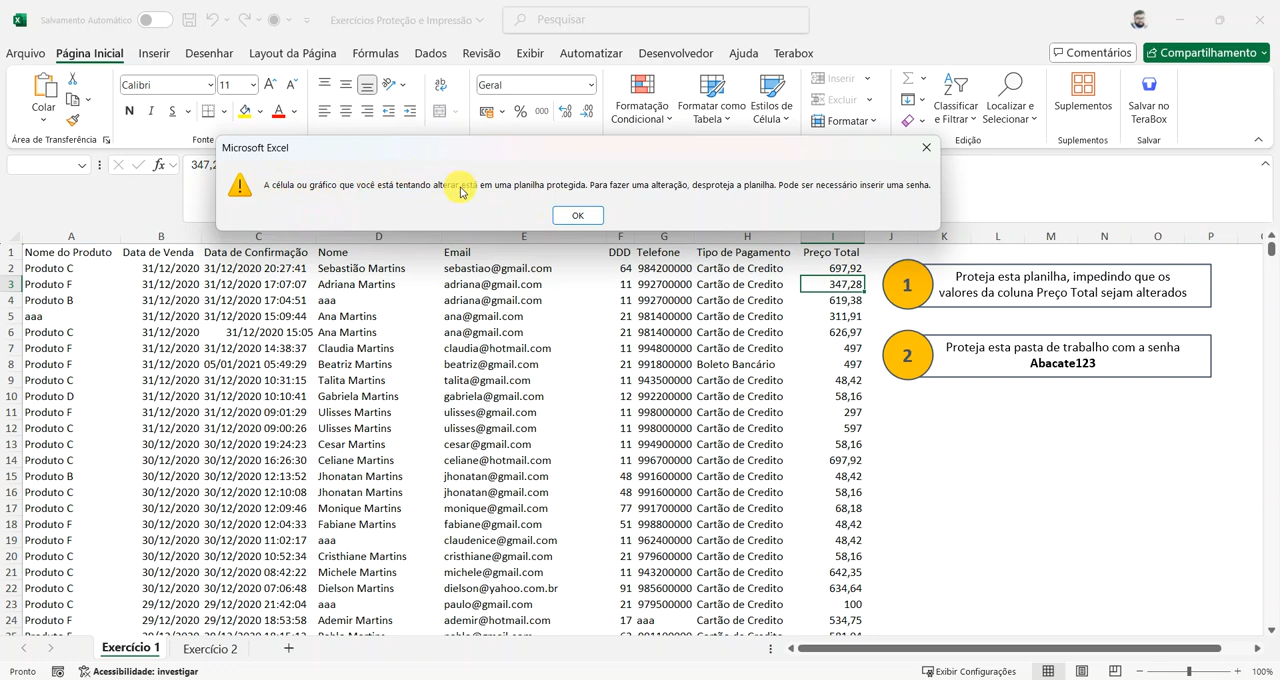 Salvamento Automático
Exercícios Proteção e Impressão
Pesquisar
Arquivo Página Inicial Inserir Desenhar Layout da Página Fórmulas Dados Revisão Exibir Automatizar Desenvolvedor Ajuda Terabox
Comentários Compartilhamento
Colar
Calibri 11
N I S
Geral
% 000
Formatação Condicional
Formatar como Tabela
Estilos de Célula
Inserir
Excluir
Formatar
Classificar e Filtrar
Localizar e Selecionar
Suplementos
Salvar no TeraBox
Área de Transferência Fonte Edição Suplementos Salvar
Microsoft Excel
A célula ou gráfico que você está tentando alterar está em uma planilha protegida. Para fazer uma alteração, desproteja a planilha. Pode ser necessário inserir uma senha.
OK
fx 347,2
A B C D E F G H I J K L M N O P
1 Nome do Produto Data de Venda Data de Confirmação Nome Email DDD Telefone Tipo de Pagamento Preço Total
2 Produto C 31/12/2020 31/12/2020 20:27:41 Sebastião Martins sebastiao@gmail.com 64 984200000 Cartão de Credito 697,92
3 Produto F 31/12/2020 31/12/2020 17:07:07 Adriana Martins adriana@gmail.com 11 992700000 Cartão de Credito 347,28
4 Produto B 31/12/2020 31/12/2020 17:04:51 aaa adriana@gmail.com 11 992700000 Cartão de Credito 619,38
5 aaa 31/12/2020 31/12/2020 15:09:44 Ana Martins ana@gmail.com 21 981400000 Cartão de Credito 311,91
6 Produto C 31/12/2020 31/12/2020 15:05 Ana Martins ana@gmail.com 21 981400000 Cartão de Credito 626,97
7 Produto F 31/12/2020 31/12/2020 14:38:37 Claudia Martins claudia@hotmail.com 11 994800000 Cartão de Credito 497
8 Produto F 31/12/2020 05/01/2021 05:49:29 Beatriz Martins beatriz@gmail.com 21 991800000 Boleto Bancário 497
9 Produto C 31/12/2020 31/12/2020 10:31:15 Talita Martins talita@gmail.com 11 943500000 Cartão de Credito 48,42
10 Produto D 31/12/2020 31/12/2020 10:10:41 Gabriela Martins gabriela@gmail.com 12 992200000 Cartão de Credito 58,16
11 Produto F 31/12/2020 31/12/2020 09:01:29 Ulisses Martins ulisses@gmail.com 11 998000000 Cartão de Credito 297
12 Produto C 31/12/2020 31/12/2020 09:00:26 Ulisses Martins ulisses@gmail.com 11 998000000 Cartão de Credito 597
13 Produto C 30/12/2020 30/12/2020 19:24:23 Cesar Martins cesar@gmail.com 11 994900000 Cartão de Credito 58,16
14 Produto C 30/12/2020 30/12/2020 16:26:30 Celiane Martins celiane@hotmail.com 11 996300000 Cartão de Credito 697,92
15 Produto B 30/12/2020 30/12/2020 12:13:52 Jhonatan Martins jhonatan@gmail.com 48 991600000 Cartão de Credito 48,42
16 Produto C 30/12/2020 30/12/2020 12:10:08 Jhonatan Martins jhonatan@gmail.com 48 991600000 Cartão de Credito 58,16
17 Produto C 30/12/2020 30/12/2020 12:09:46 Monique Martins monique@gmail.com 77 991700000 Cartão de Credito 68,18
18 Produto F 30/12/2020 30/12/2020 12:04:33 Fabiane Martins fabiane@gmail.com 51 998800000 Cartão de Credito 48,42
19 Produto F 30/12/2020 30/12/2020 11:02:17 aaa claudenice@gmail.com 11 962400000 Cartão de Credito 48,42
20 Produto C 30/12/2020 30/12/2020 10:52:34 Cristhiane Martins cristhiane@gmail.com 21 979600000 Cartão de Credito 58,16
21 Produto C 30/12/2020 30/12/2020 08:42:22 Michele Martins michele@gmail.com 11 943200000 Cartão de Credito 642,35
22 Produto C 30/12/2020 30/12/2020 07:06:48 Dielson Martins dielson@yahoo.com.br 91 985600000 Cartão de Credito 634,64
23 Produto C 29/12/2020 29/12/2020 21:42:04 aaa paulo@gmail.com 21 979500000 Cartão de Credito 100
24 Produto F 29/12/2020 29/12/2020 18:53:58 Ademir Martins ademir@hotmail.com 17 aaa Cartão de Credito 534,75
1 Proteja esta planilha, impedindo que os
valores da coluna Preço Total sejam alterados
2 Proteja esta pasta de trabalho com a senha
Abacate123
Exercício 1 Exercício 2
Pronto Acessibilidade: investigar Exibir Configurações 100%